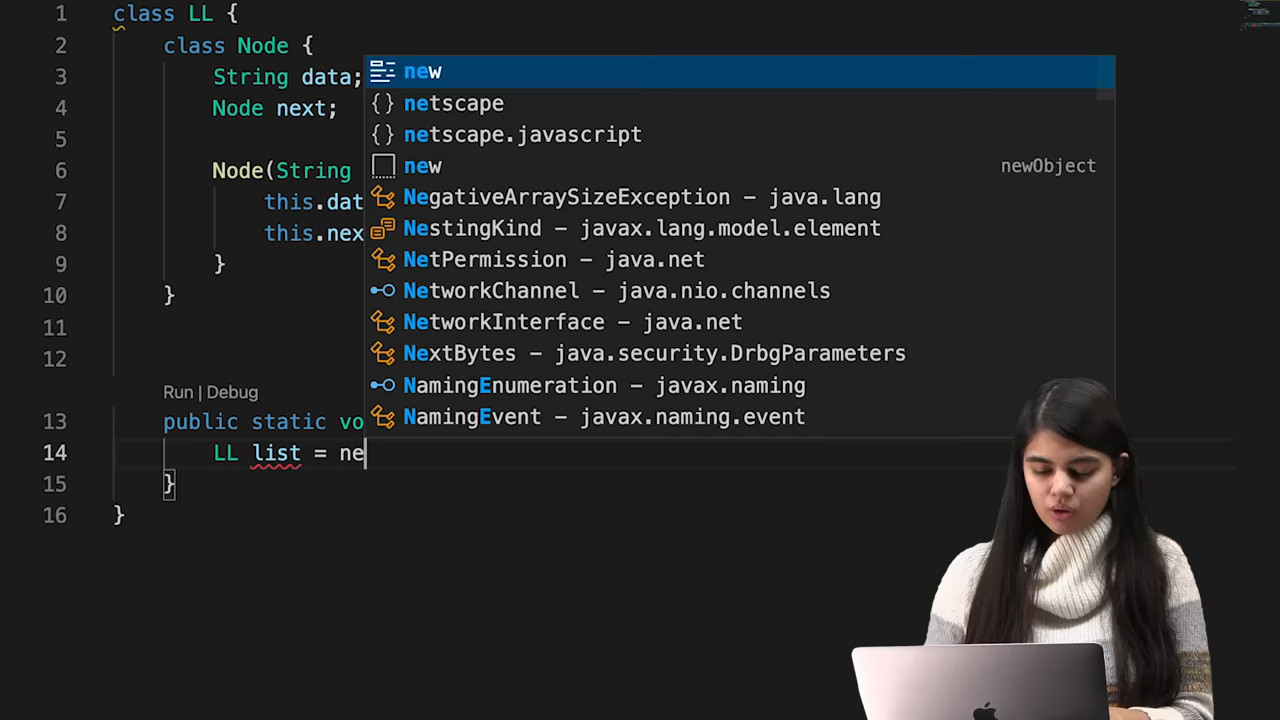 1 class LL {
2 class Node {
3 String data;
4 Node next;
5
6 Node(String
7 this.dat
8 this.nex
9 }
10 }
11
12
Run | Debug
13 public static vo
14 LL list = ne
15 }
16 }
new
netscape
netscape.javascript
new newObject
NegativeArraySizeException – java.lang
NestingKind – javax.lang.model.element
NetPermission – java.net
NetworkChannel – java.nio.channels
NetworkInterface – java.net
NextBytes – java.security.DrbgParameters
NamingEnumeration – javax.naming
NamingEvent – javax.naming.event